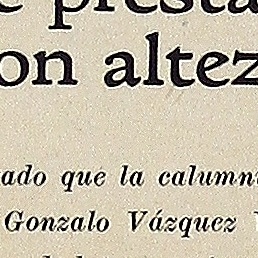 e presta
on altez
ado que la calumni
Gonzalo Vázquez